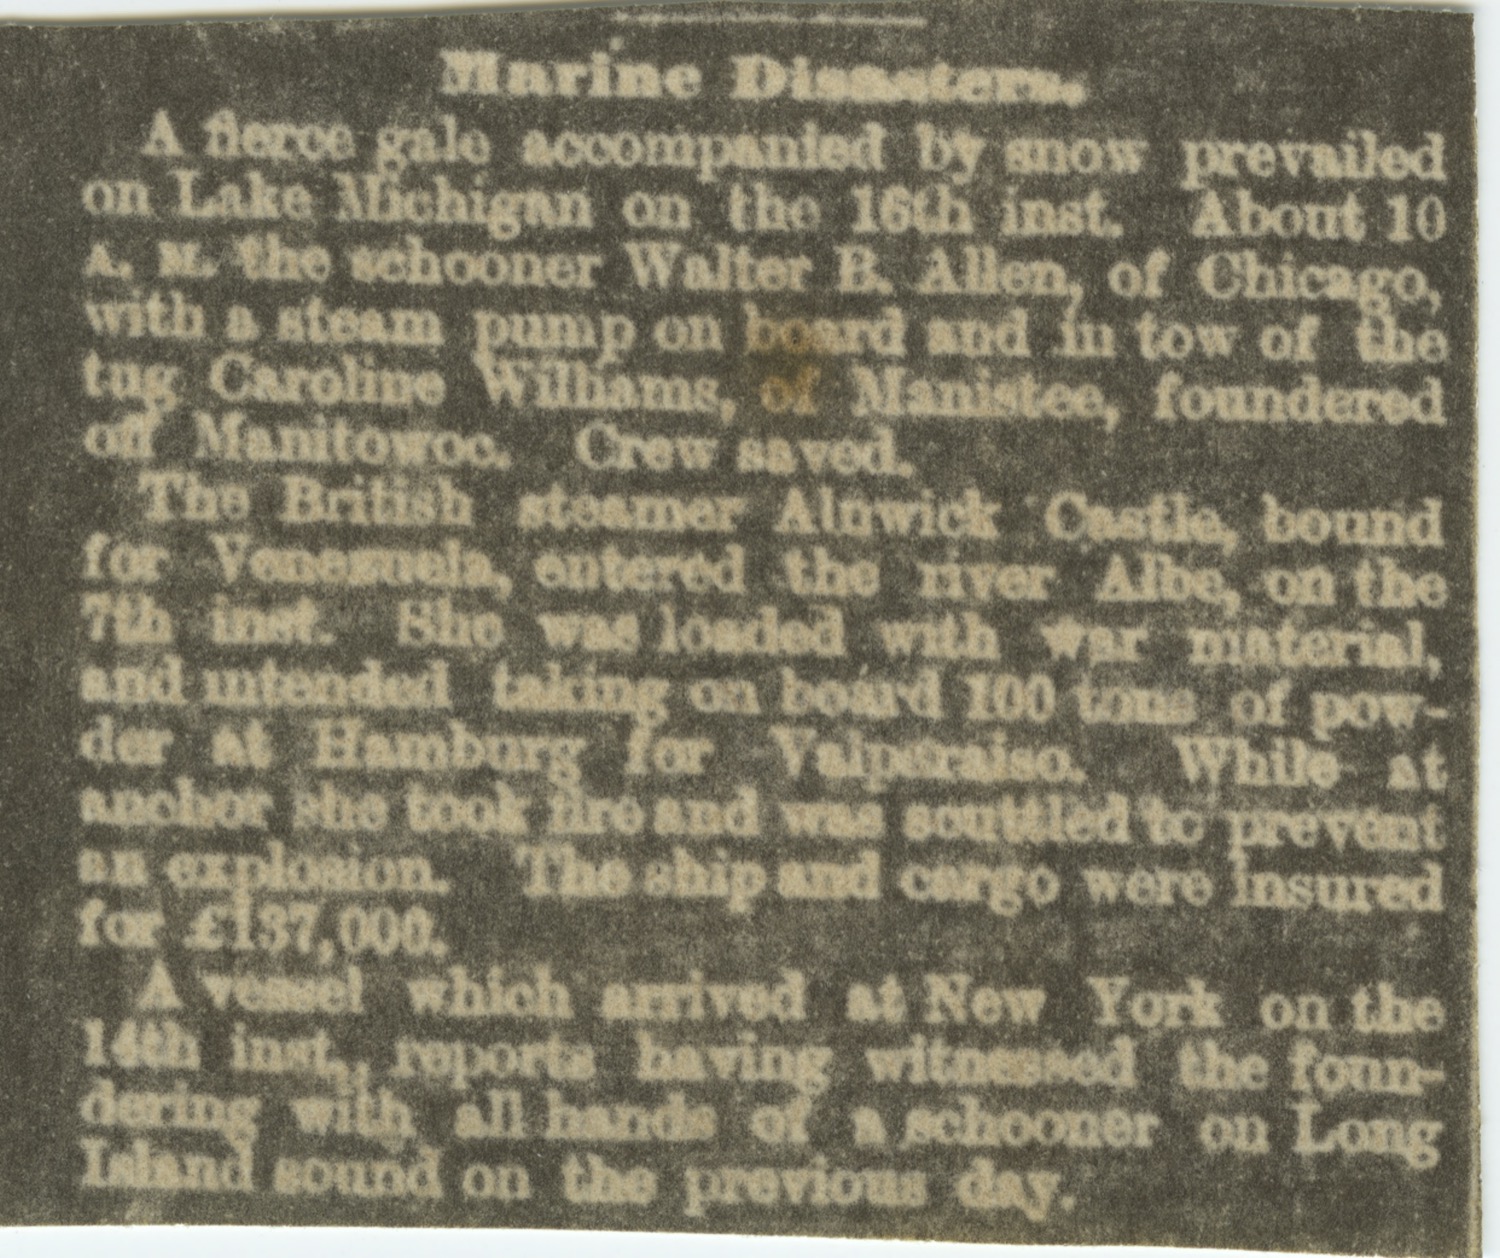 Marine Disasters.
A fierce gale accompanied by snow prevailed
on Lake Michigan on the 16th inst. About 10
A. M. the schooner Walter B. Allen, of Chicago,
with a steam pump on board and in tow of the
tug Caroline Williams, of Manistee, foundered
off Manitowoc. Crew saved.
The British steamer Alnwick Castle, bound
for Venezuela, entered the river Albe, on the
7th inst. She was loaded with war material,
and intended taking on board 100 tons of pow-
der at Hamburg for Valparaiso. While at
anchor she took fire and was scuttled to prevent
an explosion. The ship and cargo were insured
for £137,000.
A vessel which arrived at New York on the
14th inst., reports having witnessed the foun-
dering with all hands of a schooner on Long
Island sound on the previous day.